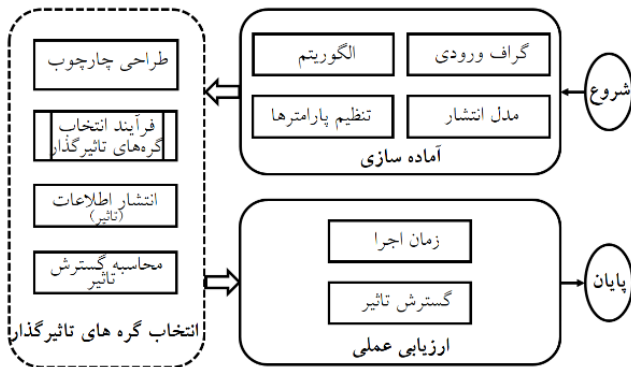 شروع
گراف ورودی
الگوریتم
مدل انتشار
تنظیم پارامترها
آماده سازی
طراحی چارچوب
فرآیند انتخاب
گره‌های تاثیرگذار
انتشار اطلاعات
(تاثیر)
محاسبه گسترش
تاثیر
انتخاب گره های تاثیرگذار
زمان اجرا
گسترش تاثیر
ارزیابی عملی
پایان